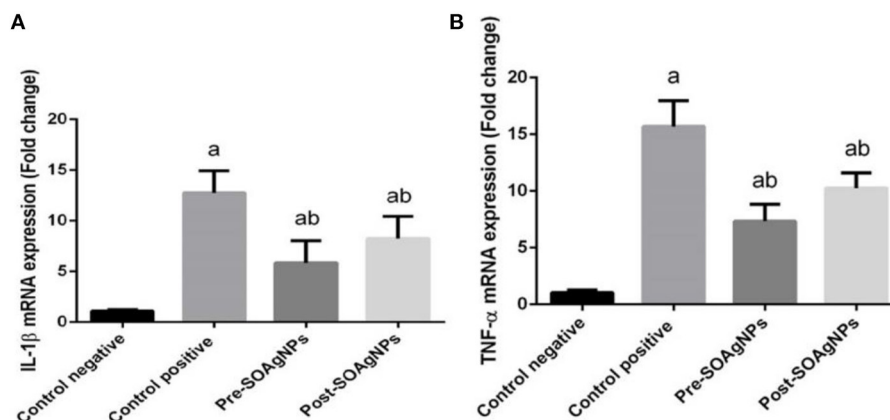 A
IL-1β mRNA expression (Fold change)
20
15
10
5
0
a
ab
ab
Control negative
Control positive
Pre-SOAgNPs
Post-SOAgNPs
B
TNF-α mRNA expression (Fold change)
20
15
10
5
0
a
ab
ab
Control negative
Control positive
Pre-SOAgNPs
Post-SOAgNPs